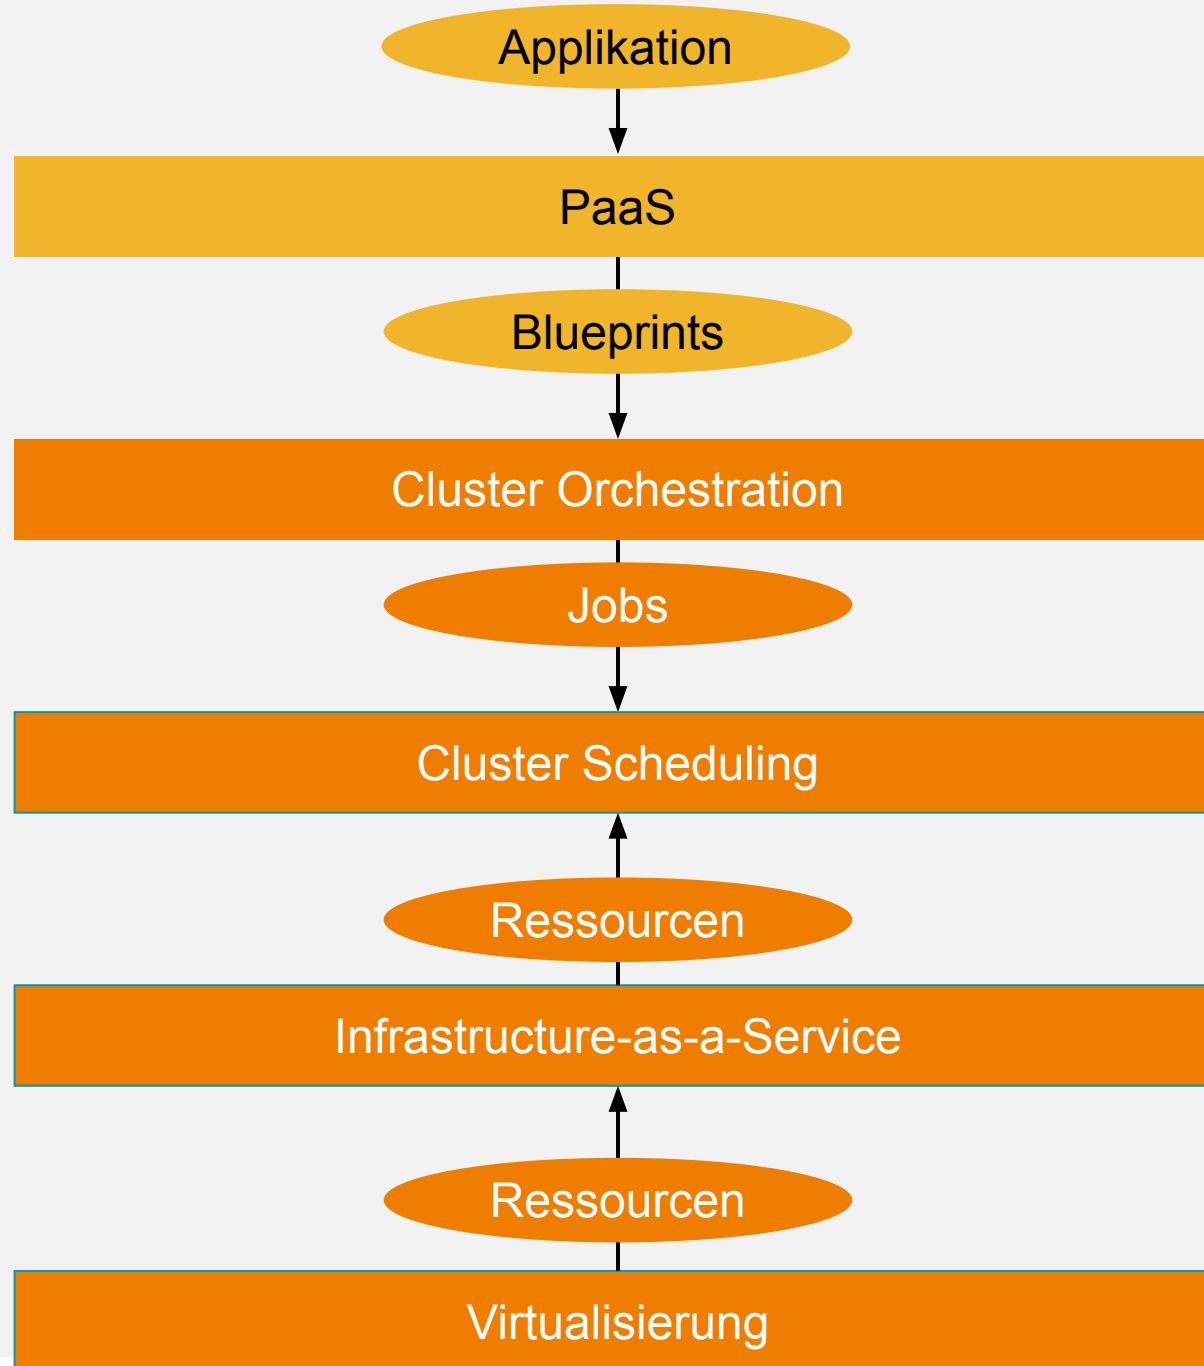 Applikation
PaaS
Blueprints
Cluster Orchestration
Jobs
Cluster Scheduling
Ressourcen
Infrastructure-as-a-Service
Ressourcen
Virtualisierung